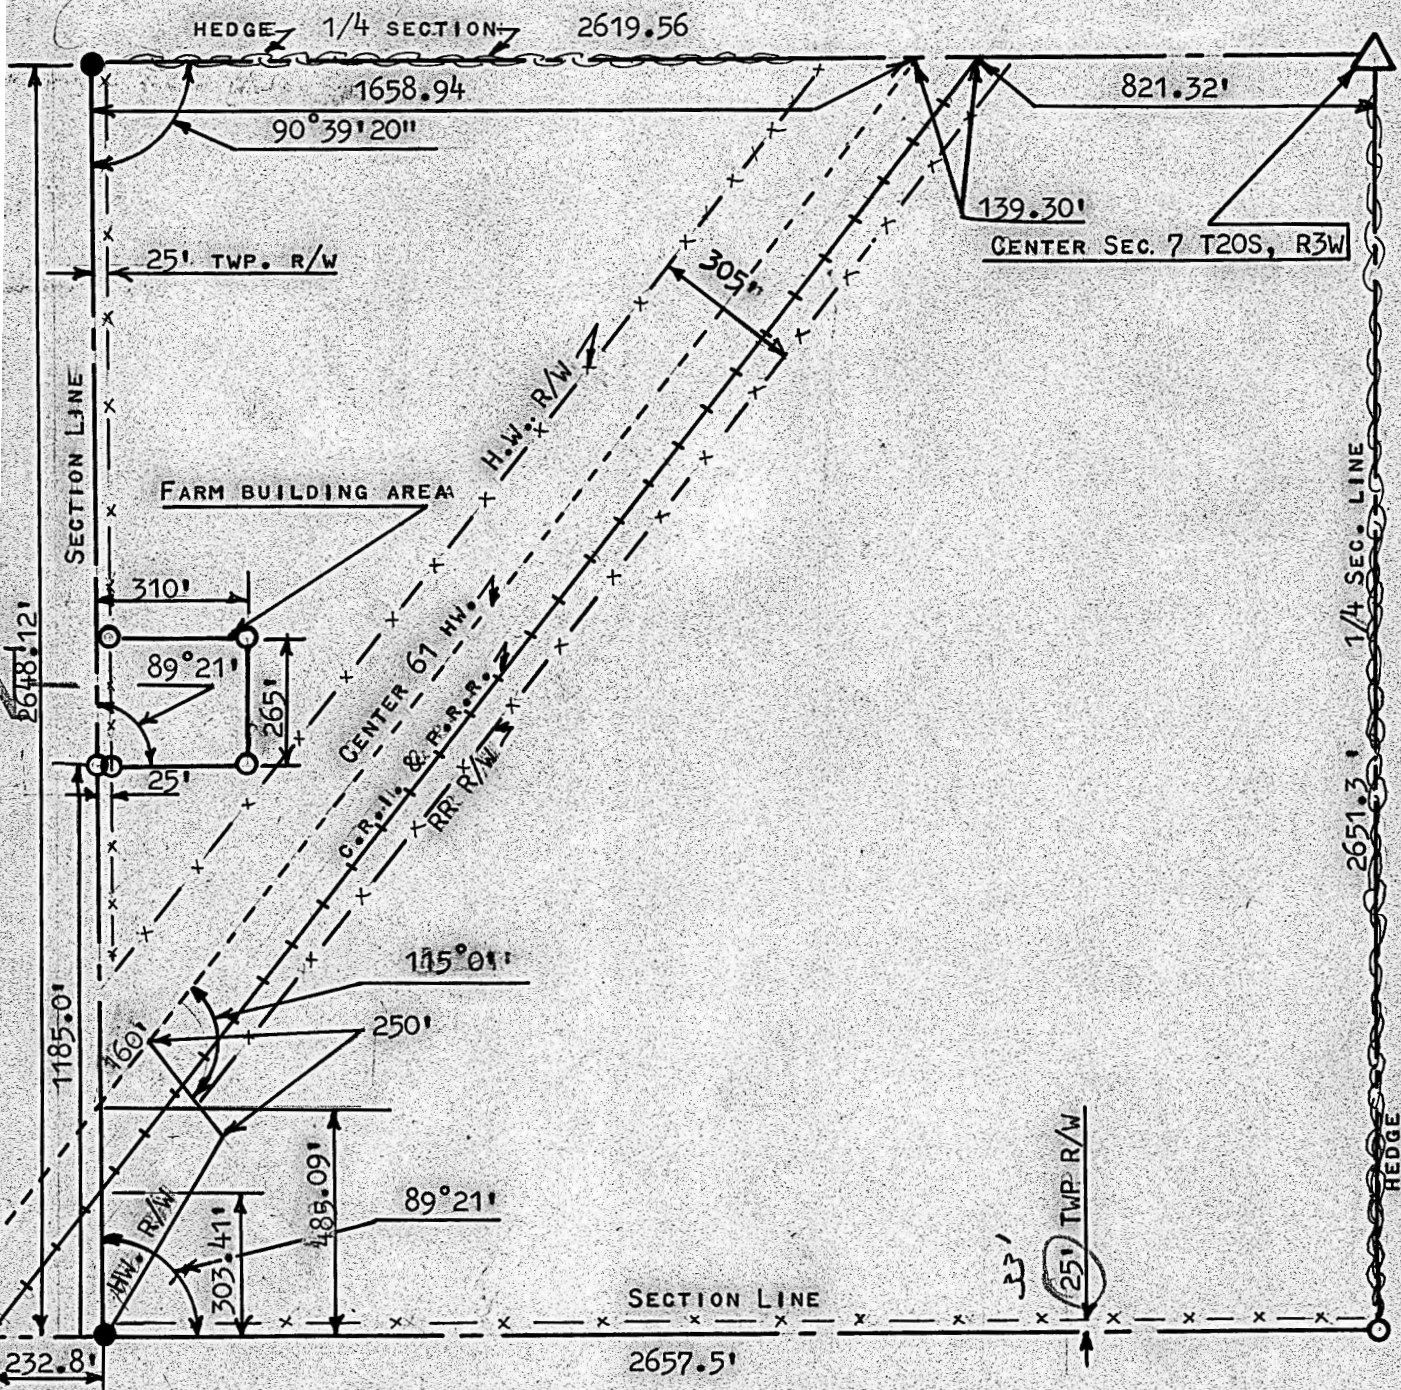 HEDGE 1/4 SECTION 2619.56
1658.94
821.32'
90°39'20"
139.30'
CENTER SEC. 7 T20S, R3W
25' TWP. R/W
305'
SECTION LINE
H.W. R/W
FARM BUILDING AREA
1/4 SEC. LINE
310'
2648.12'
89°21'
265'
CENTER 61 HW.
C.R.I. & P.R.R.
RR R/W
25'
2651.3'
115°01'
1185.0'
160'
250'
485.09'
303.41'
89°21'
HW. R/W
33'
25' TWP R/W
HEDGE
SECTION LINE
232.8'
2657.5'